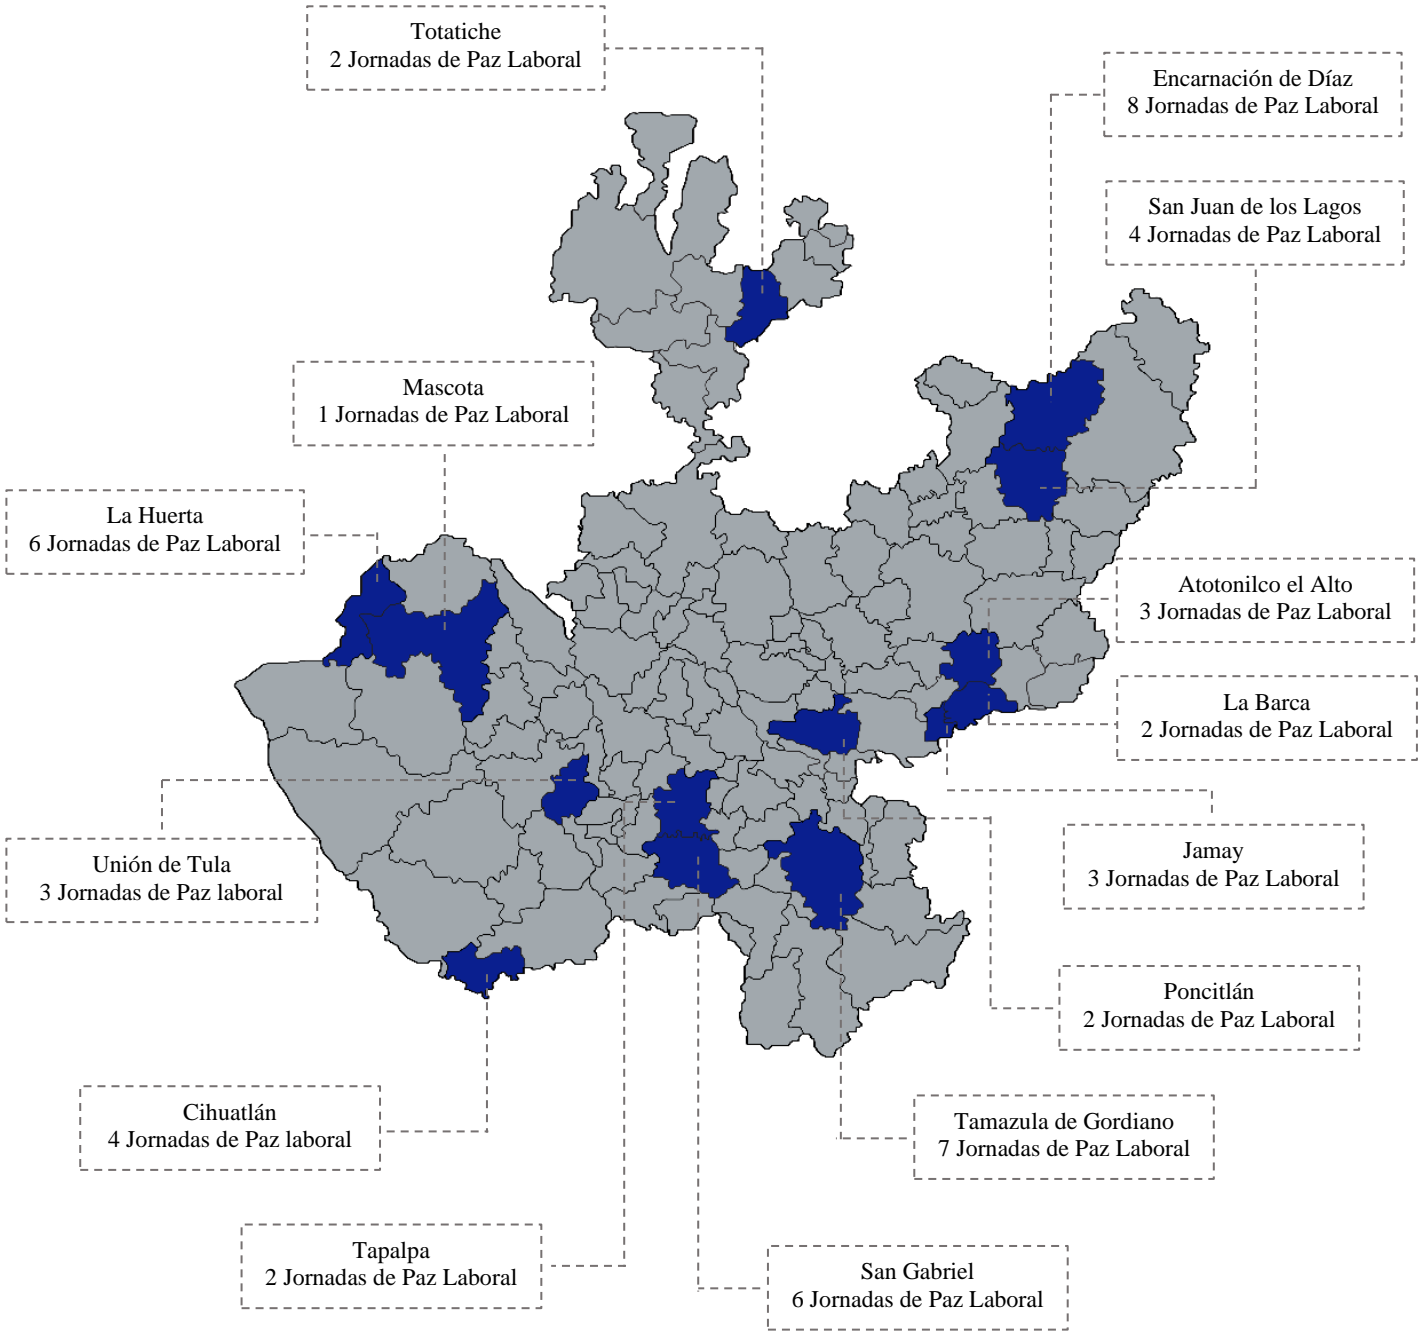 Totatiche
2 Jornadas de Paz Laboral
Encarnación de Díaz
8 Jornadas de Paz Laboral
San Juan de los Lagos
4 Jornadas de Paz Laboral
Mascota
1 Jornadas de Paz Laboral
La Huerta
6 Jornadas de Paz Laboral
Atotonilco el Alto
3 Jornadas de Paz Laboral
La Barca
2 Jornadas de Paz Laboral
Unión de Tula
3 Jornadas de Paz laboral
Jamay
3 Jornadas de Paz Laboral
Poncitlán
2 Jornadas de Paz Laboral
Cihuatlán
4 Jornadas de Paz laboral
Tamazula de Gordiano
7 Jornadas de Paz Laboral
Tapalpa
2 Jornadas de Paz Laboral
San Gabriel
6 Jornadas de Paz Laboral